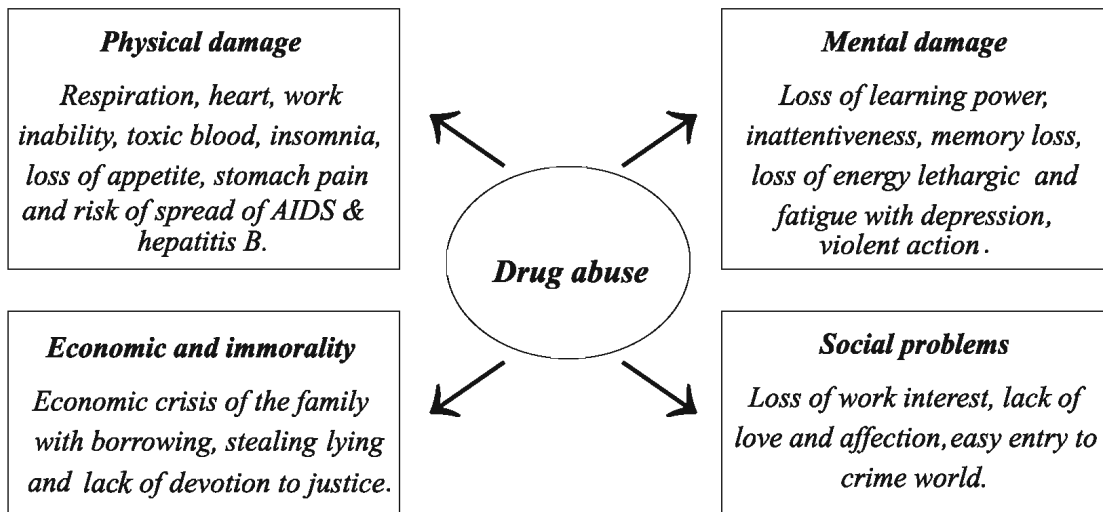 Physical damage
Respiration, heart, work
inability, toxic blood, insomnia,
loss of appetite, stomach pain
and risk of spread of AIDS &
hepatitis B.
Mental damage
Loss of learning power,
inattentiveness, memory loss,
loss of energy lethargic and
fatigue with depression,
violent action.
Drug abuse
Economic and immorality
Economic crisis of the family
with borrowing, stealing lying
and lack of devotion to justice.
Social problems
Loss of work interest, lack of
love and affection, easy entry to
crime world.